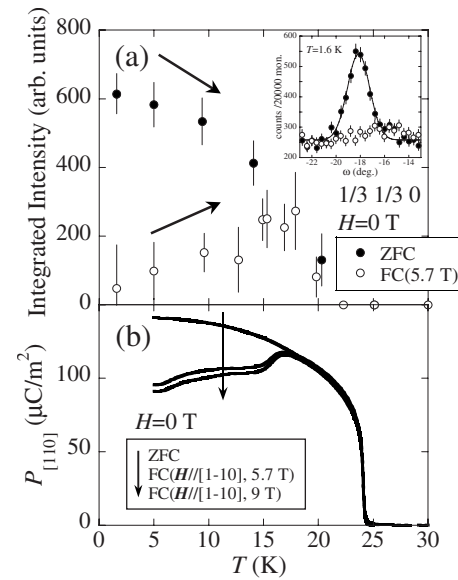 (a)
Integrated Intensity (arb. units)
800
600
400
200
0
counts /20000 mon.
600
500
400
300
200
T=1.6 K
-22 -20 -18 -16 -14
ω (deg.)
1/3 1/3 0
H=0 T
ZFC
FC(5.7 T)
(b)
P[110] (μC/m²)
100
50
0
H=0 T
ZFC
FC(H//[1-10], 5.7 T)
FC(H//[1-10], 9 T)
0 5 10 15 20 25 30
T (K)